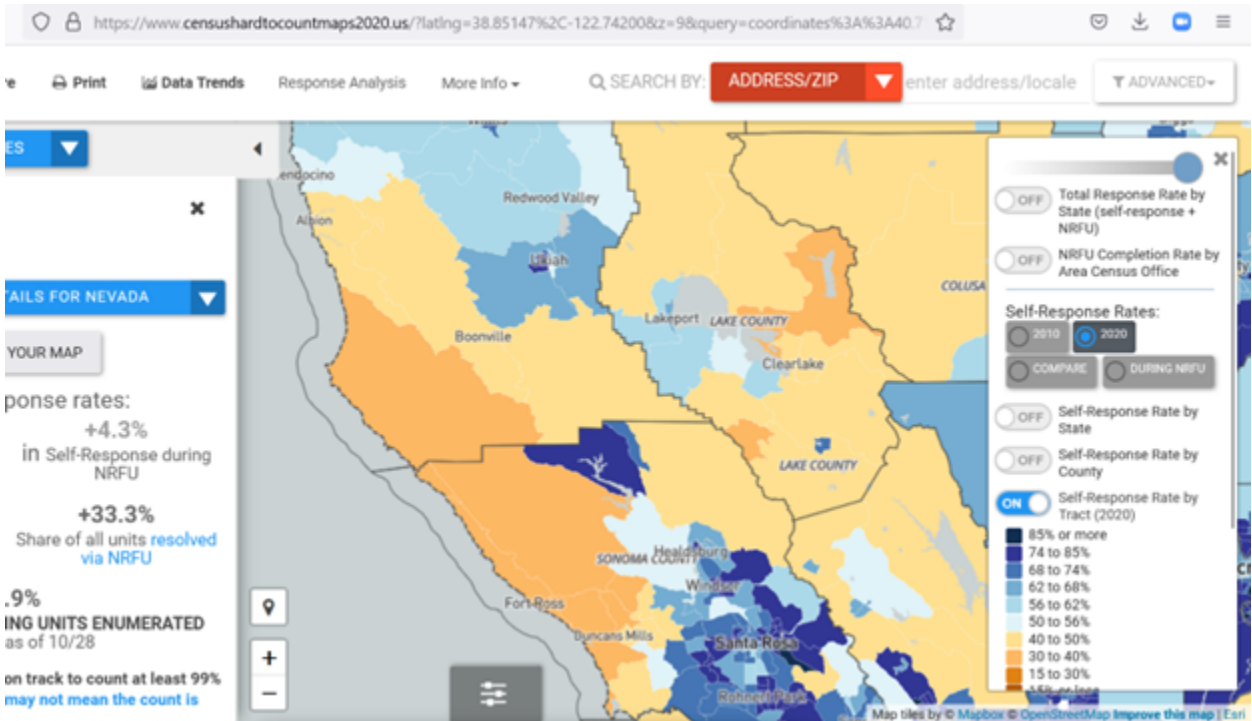 https://www.censushardtocountmaps2020.us/?latlng=38.85147%2C-122.74200&z=9&query=coordinates%3A%3A40.7
Print
Data Trends
Response Analysis
More Info
SEARCH BY:
ADDRESS/ZIP
enter address/locale
ADVANCED
ES
TAILS FOR NEVADA
YOUR MAP
ponse rates:
+4.3%
in Self-Response during
NRFU
+33.3%
Share of all units resolved
via NRFU
.9%
ING UNITS ENUMERATED
as of 10/28
on track to count at least 99%
may not mean the count is
endocino
Albion
Redwood Valley
Ukiah
Boonville
Lakeport
LAKE COUNTY
Clearlake
COLUSA
LAKE COUNTY
SONOMA COUNTY
Healdsburg
Windsor
Fort Ross
Duncans Mills
Santa Rosa
Rohnert Park
OFF
Total Response Rate by
State (self-response +
NRFU)
OFF
NRFU Completion Rate by
Area Census Office
Self-Response Rates:
2010
2020
COMPARE
DURING NRFU
OFF
Self-Response Rate by
State
OFF
Self-Response Rate by
County
ON
Self-Response Rate by
Tract (2020)
85% or more
74 to 85%
68 to 74%
62 to 68%
56 to 62%
50 to 56%
40 to 50%
30 to 40%
15 to 30%
15% or less
Map tiles by © Mapbox © OpenStreetMap Improve this map | Esri